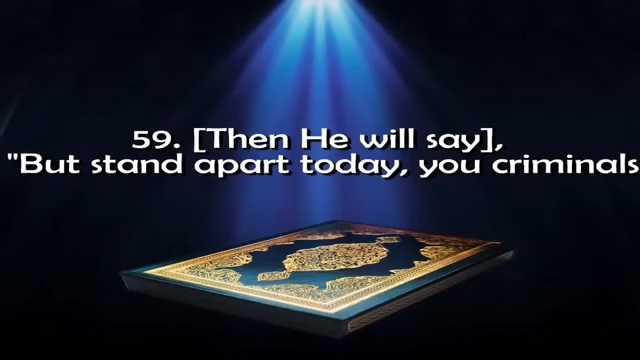 59. [Then He will say],
"But stand apart today, you criminals